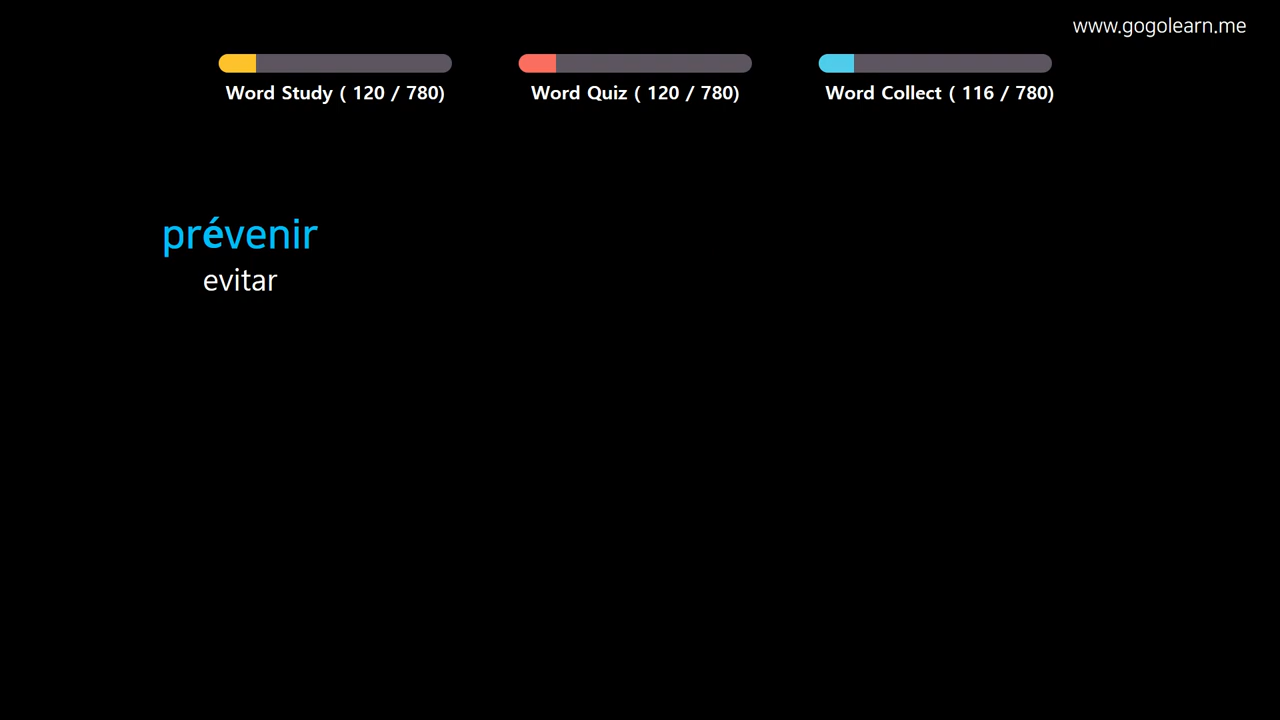 www.gogolearn.me
Word Study ( 120 / 780)
Word Quiz ( 120 / 780)
Word Collect ( 116 / 780)
prévenir
evitar